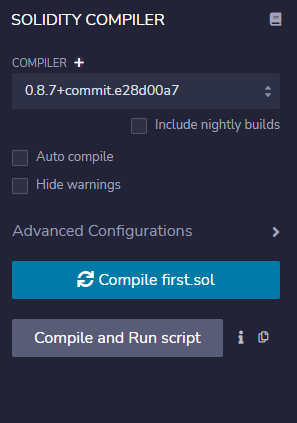 SOLIDITY COMPILER
COMPILER +
0.8.7+commit.e28d00a7
Include nightly builds
Auto compile
Hide warnings
Advanced Configurations
Compile first.sol
Compile and Run script